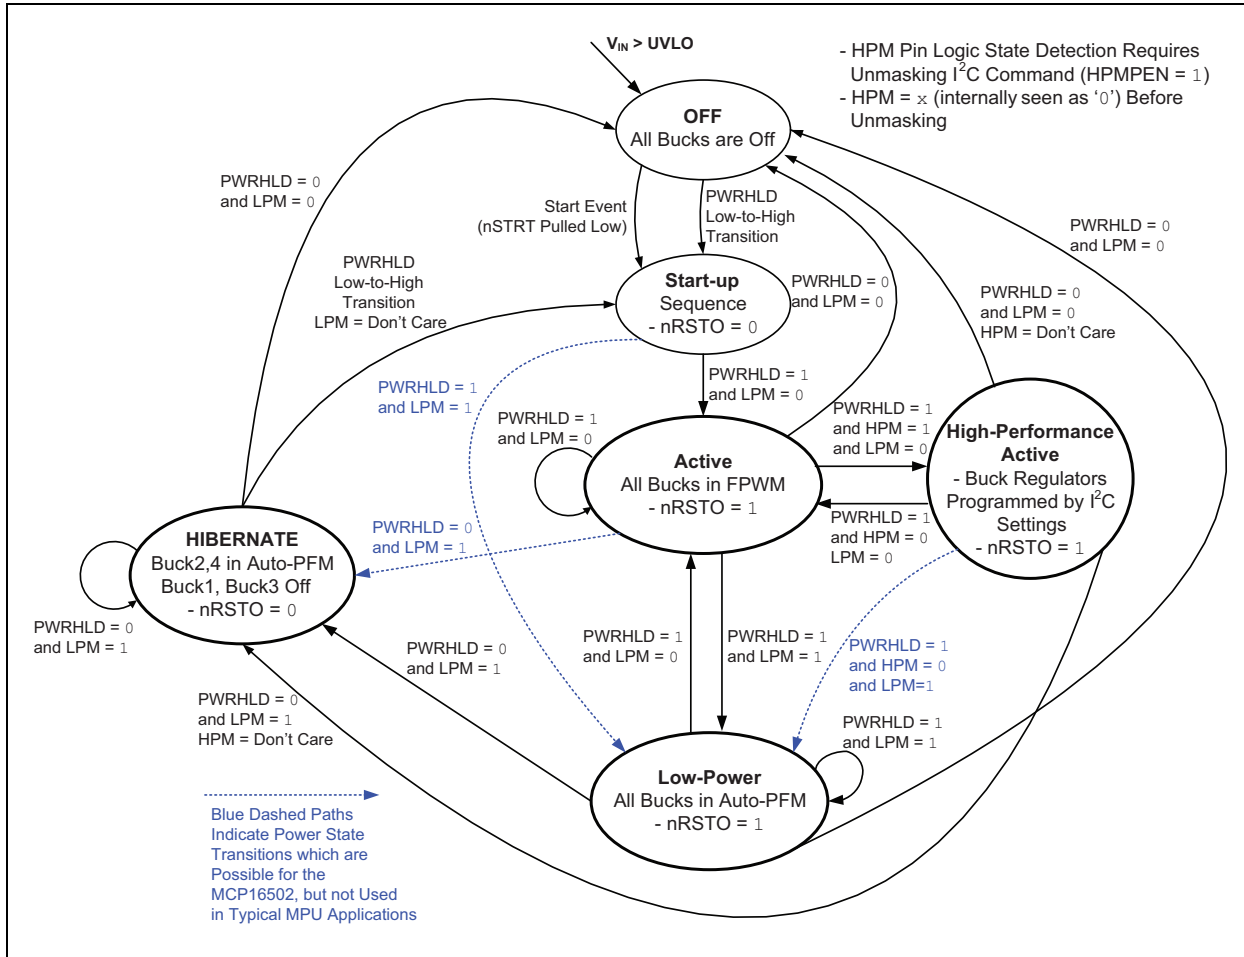 V_IN > UVLO
- HPM Pin Logic State Detection Requires
Unmasking I²C Command (HPMPEN = 1)
- HPM = x (internally seen as ‘0’) Before
Unmasking
OFF
All Bucks are Off
PWRHLD = 0
and LPM = 0
Start Event
(nSTRT Pulled Low)
PWRHLD
Low-to-High
Transition
PWRHLD = 0
and LPM = 0
PWRHLD
Low-to-High
Transition
LPM = Don't Care
Start-up
Sequence
- nRSTO = 0
PWRHLD = 0
and LPM = 0
PWRHLD = 0
and LPM = 0
HPM = Don't Care
PWRHLD = 1
and LPM = 1
PWRHLD = 1
and LPM = 0
PWRHLD = 1
and LPM = 0
PWRHLD = 1
and HPM = 1
and LPM = 0
High-Performance
Active
- Buck Regulators
Programmed by I²C
Settings
- nRSTO = 1
Active
All Bucks in FPWM
- nRSTO = 1
PWRHLD = 1
and HPM = 0
LPM = 0
PWRHLD = 0
and LPM = 1
HIBERNATE
Buck2,4 in Auto-PFM
Buck1, Buck3 Off
- nRSTO = 0
PWRHLD = 0
and LPM = 1
PWRHLD = 0
and LPM = 1
PWRHLD = 1
and LPM = 0
PWRHLD = 1
and LPM = 1
PWRHLD = 1
and HPM = 0
and LPM=1
PWRHLD = 0
and LPM = 1
HPM = Don't Care
PWRHLD = 1
and LPM = 1
Low-Power
All Bucks in Auto-PFM
- nRSTO = 1
Blue Dashed Paths
Indicate Power State
Transitions which are
Possible for the
MCP16502, but not Used
in Typical MPU Applications